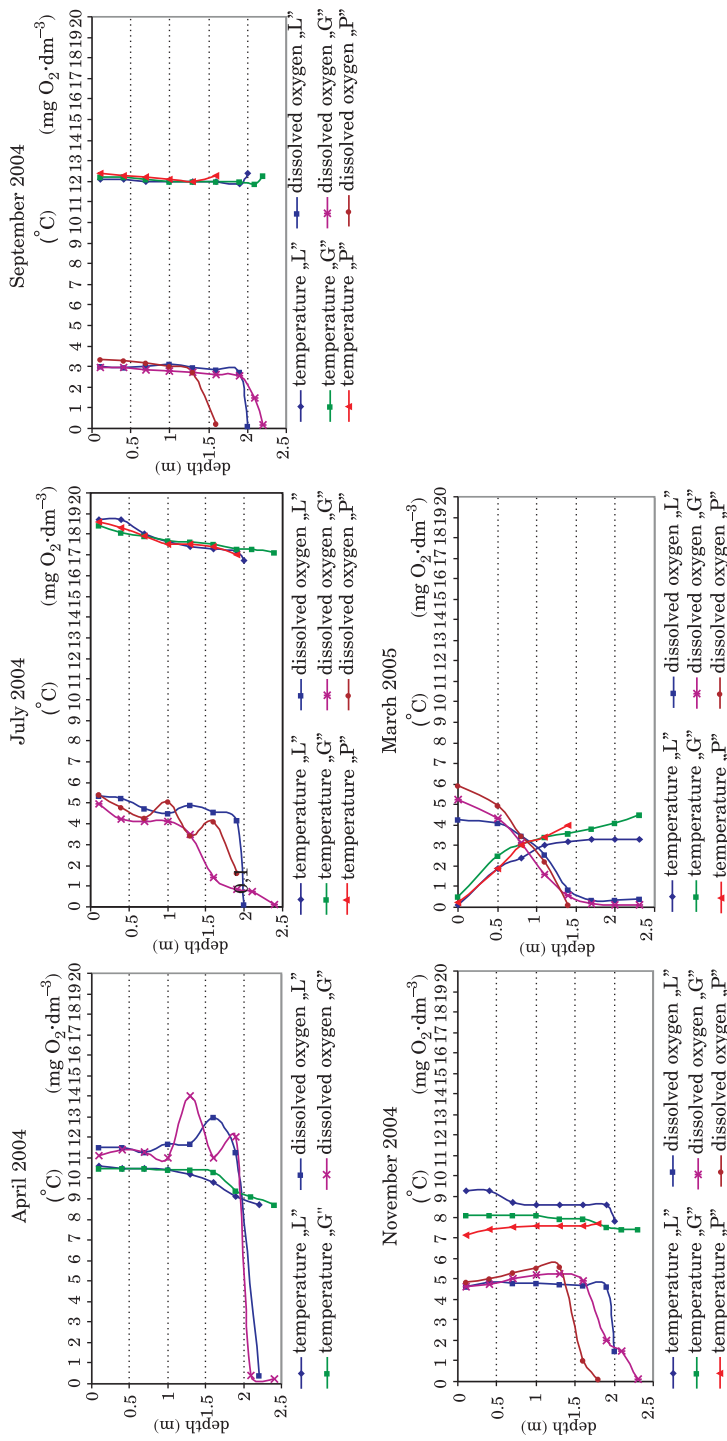 April 2004
(°C) (mg O₂·dm⁻³)
0 1 2 3 4 5 6 7 8 9 10 11 12 13 14 15 16 17 18 19 20
0
0.5
1
1.5
2
2.5
depth (m)
temperature „L” dissolved oxygen „L”
temperature „G" dissolved oxygen „G”
July 2004
(°C) (mg O₂·dm⁻³)
0 1 2 3 4 5 6 7 8 9 10 11 12 13 14 15 16 17 18 19 20
0
0.5
1
1.5
2
2.5
depth (m)
0,1
temperature „L” dissolved oxygen „L”
temperature „G” dissolved oxygen „G”
temperature „P” dissolved oxygen „P”
September 2004
(°C) (mg O₂·dm⁻³)
0 1 2 3 4 5 6 7 8 9 10 11 12 13 14 15 16 17 18 19 20
0
0.5
1
1.5
2
2.5
depth (m)
temperature „L” dissolved oxygen „L”
temperature „G” dissolved oxygen „G”
temperature „P” dissolved oxygen „P”
November 2004
(°C) (mg O₂·dm⁻³)
0 1 2 3 4 5 6 7 8 9 10 11 12 13 14 15 16 17 18 19 20
0
0.5
1
1.5
2
2.5
depth (m)
temperature „L” dissolved oxygen „L”
temperature „G” dissolved oxygen „G”
temperature „P” dissolved oxygen „P”
March 2005
(°C) (mg O₂·dm⁻³)
0 1 2 3 4 5 6 7 8 9 10 11 12 13 14 15 16 17 18 19 20
0
0.5
1
1.5
2
2.5
depth (m)
temperature „L” dissolved oxygen „L”
temperature „G” dissolved oxygen „G”
temperature „P” dissolved oxygen „P”